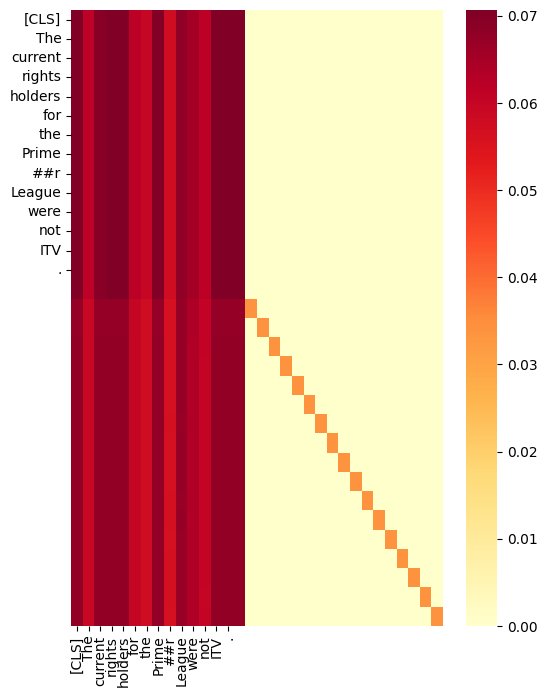 [CLS]
The
current
rights
holders
for
the
Prime
##r
League
were
not
ITV
.
0.07
0.06
0.05
0.04
0.03
0.02
0.01
0.00
[CLS]
The
current
rights
holders
for
the
Prime
##r
League
were
not
ITV
.